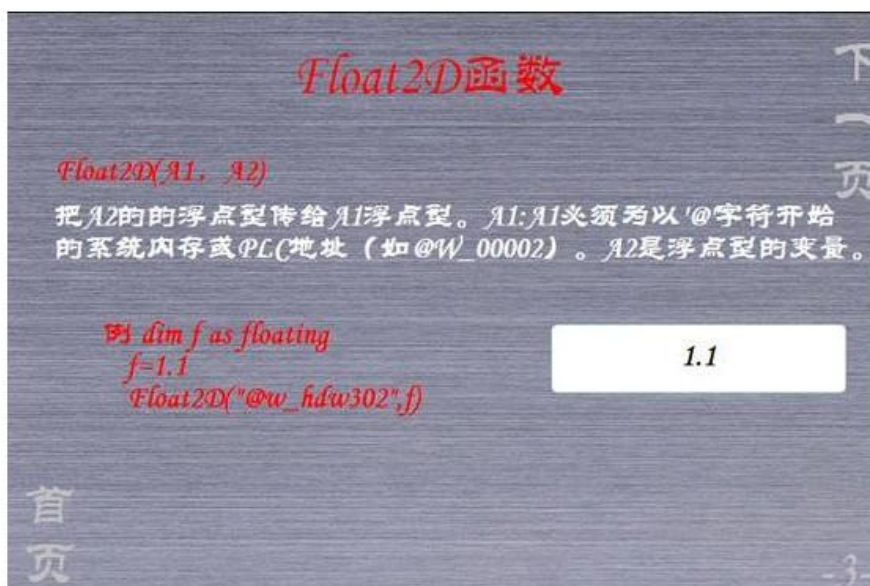 Float2D函数
下一页
Float2D(A1，A2)
把A2的的浮点型传给A1浮点型。A1:A1必须为以'@'字符开始
的系统内存或PLC地址（如@W_00002）。A2是浮点型的变量。
例 dim f as floating
f=1.1
Float2D("@w_hdw302",f)
1.1
首页
-3-